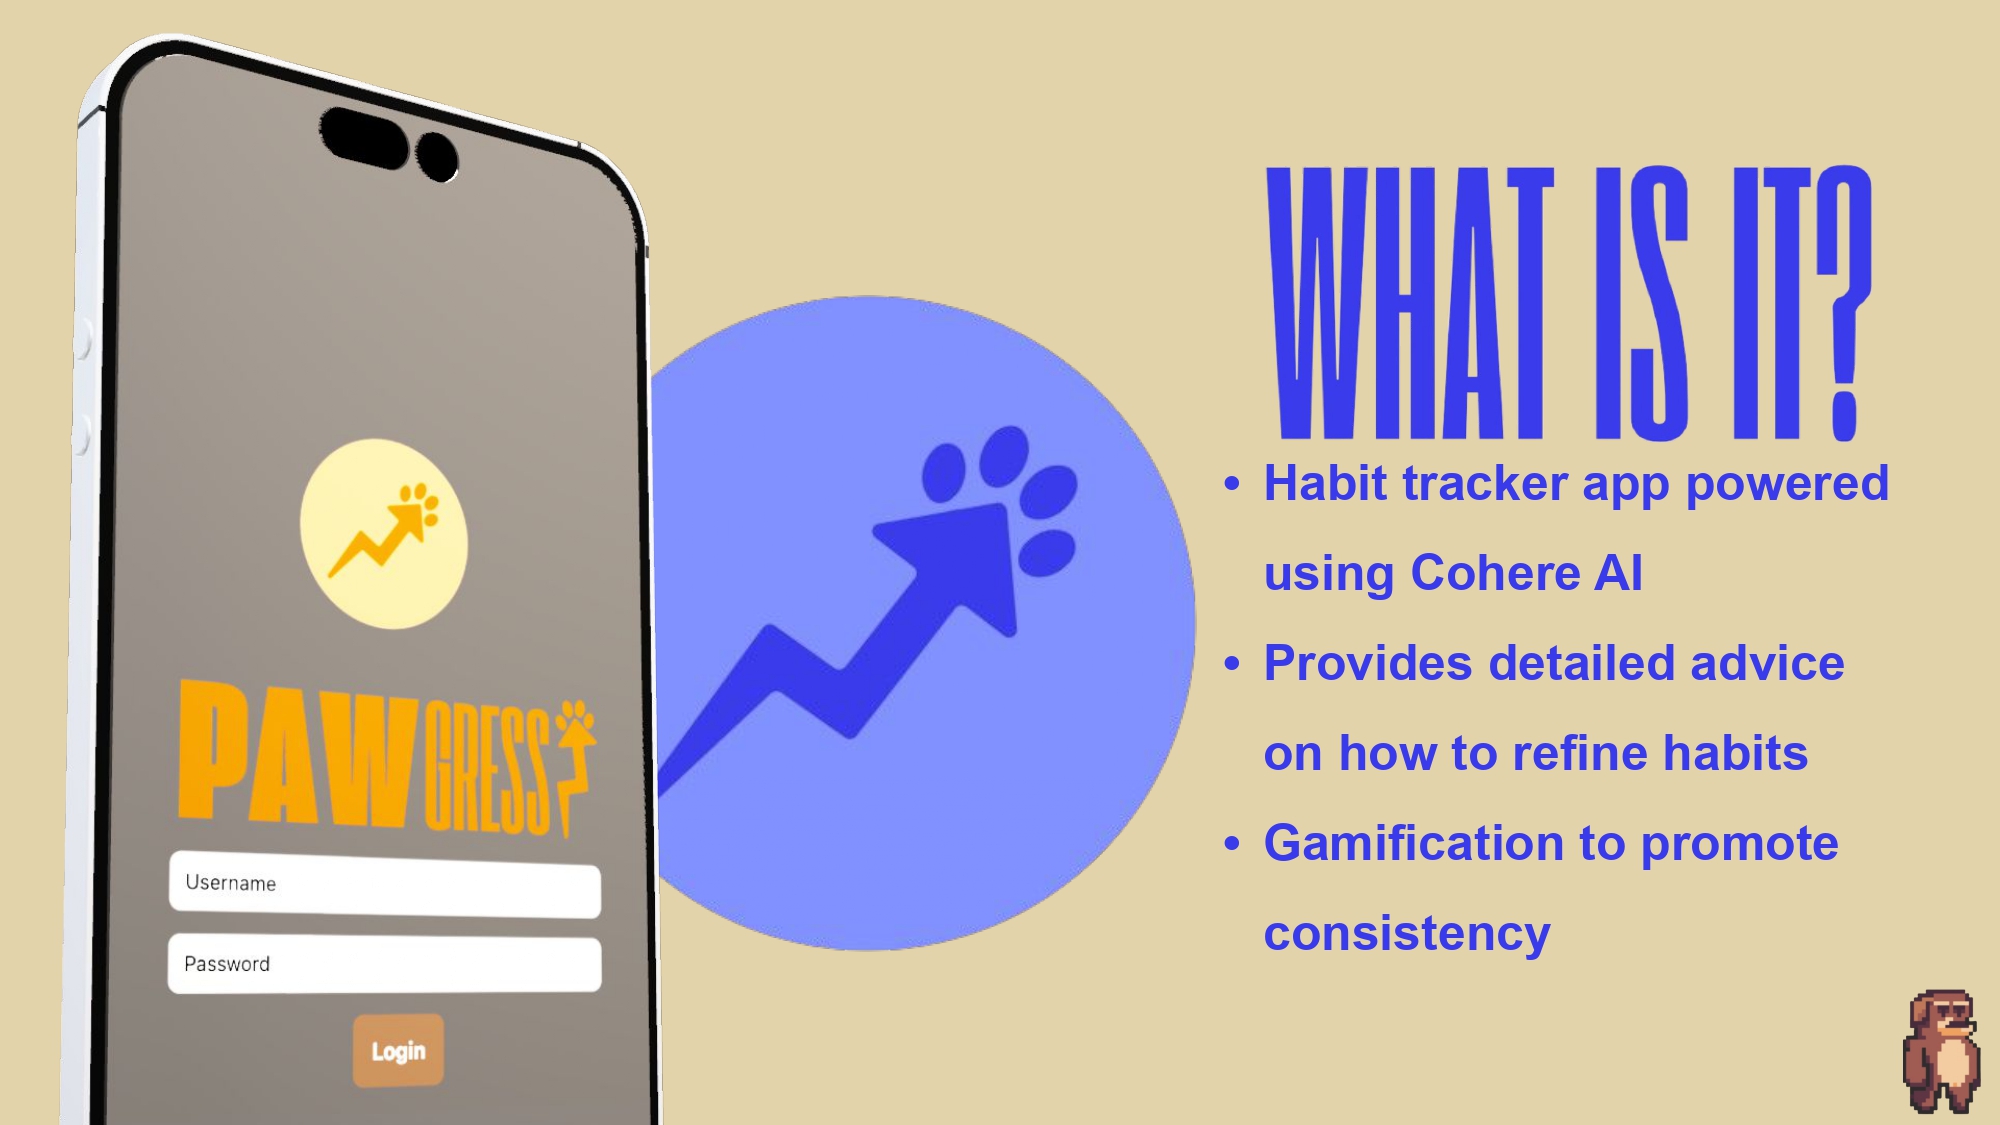 PAWGRESS
Username
Password
Login
WHAT IS IT?
• Habit tracker app powered
using Cohere AI
• Provides detailed advice
on how to refine habits
• Gamification to promote
consistency